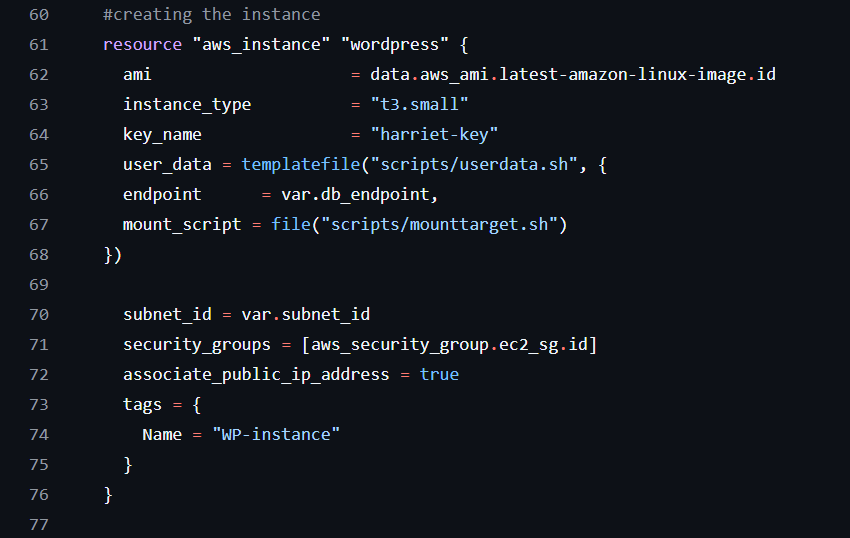 60 #creating the instance
61 resource "aws_instance" "wordpress" {
62 ami = data.aws_ami.latest-amazon-linux-image.id
63 instance_type = "t3.small"
64 key_name = "harriet-key"
65 user_data = templatefile("scripts/userdata.sh", {
66 endpoint = var.db_endpoint,
67 mount_script = file("scripts/mounttarget.sh")
68 })
69
70 subnet_id = var.subnet_id
71 security_groups = [aws_security_group.ec2_sg.id]
72 associate_public_ip_address = true
73 tags = {
74 Name = "WP-instance"
75 }
76 }
77